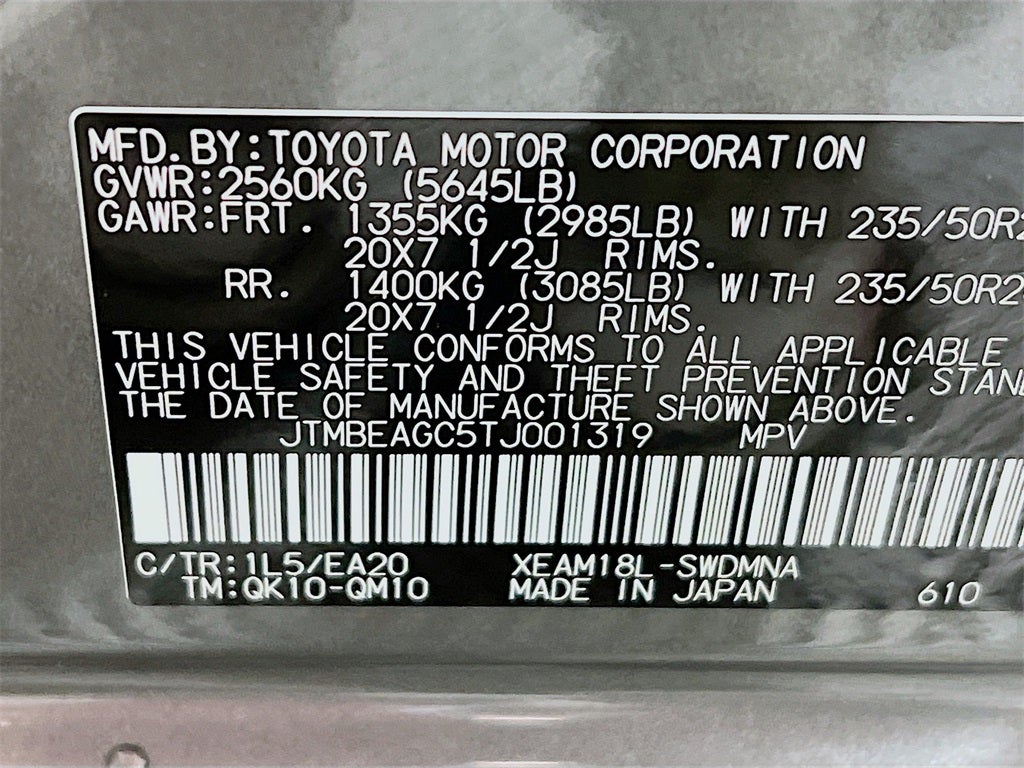 MFD.BY:TOYOTA MOTOR CORPORATION
GVWR:2560KG (5645LB)
GAWR:FRT. 1355KG (2985LB) WITH 235/50R2
20X7 1/2J RIMS.
RR. 1400KG (3085LB) WITH 235/50R2
20X7 1/2J RIMS.
THIS VEHICLE CONFORMS TO ALL APPLICABLE
VEHICLE SAFETY AND THEFT PREVENTION STAN
THE DATE OF MANUFACTURE SHOWN ABOVE.
JTMBEAGC5TJ001319 MPV
C/TR:1L5/EA20 XEAM18L-SWDMNA
TM:QK10-QM10 MADE IN JAPAN 610